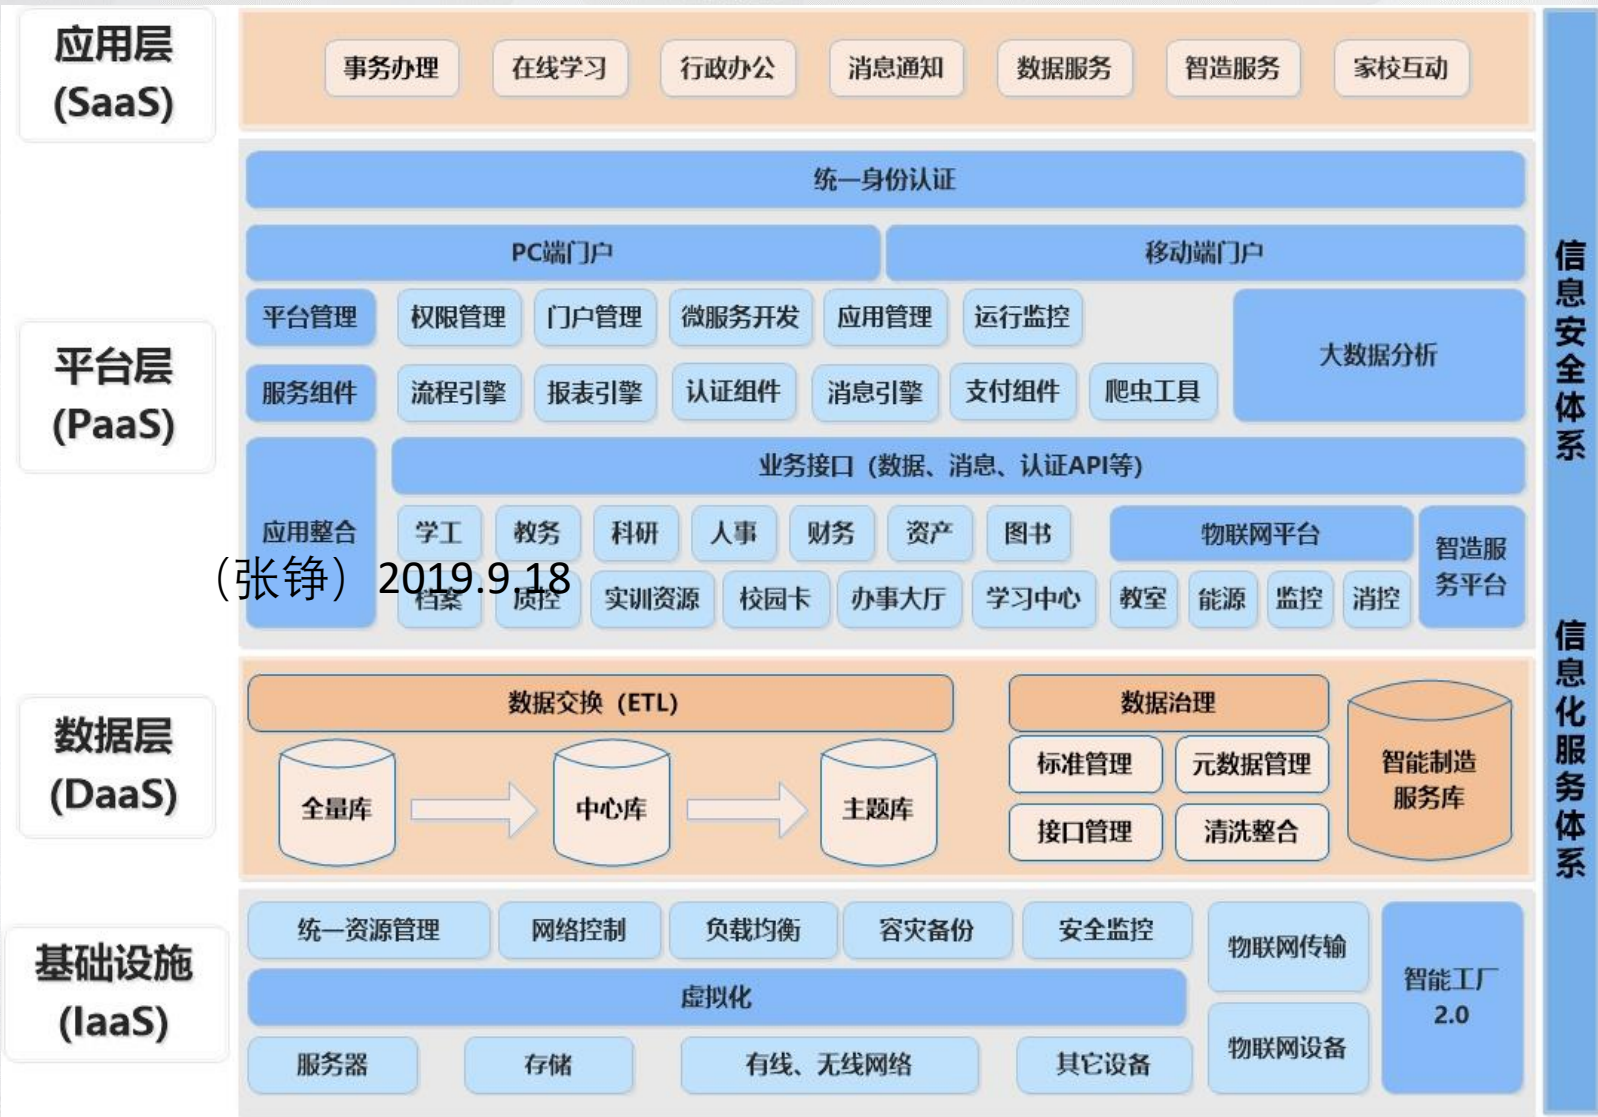 应用层
(SaaS)
事务办理 在线学习 行政办公 消息通知 数据服务 智造服务 家校互动
统一身份认证
PC端门户 移动端门户
平台层
(PaaS)
平台管理 权限管理 门户管理 微服务开发 应用管理 运行监控
大数据分析
服务组件 流程引擎 报表引擎 认证组件 消息引擎 支付组件 爬虫工具
业务接口（数据、消息、认证API等)
应用整合 学工 教务 科研 人事 财务 资产 图书 物联网平台
智造服
务平台
（张铮）2019.9.18
档案 质控 实训资源 校园卡 办事大厅 学习中心 教室 能源 监控 消控
数据层
(DaaS)
数据交换（ETL) 数据治理
全量库 中心库 主题库
标准管理 元数据管理
接口管理 清洗整合
智能制造
服务库
基础设施
(IaaS)
统一资源管理 网络控制 负载均衡 容灾备份 安全监控
物联网传输
虚拟化
智能工厂
2.0
服务器 存储 有线、无线网络 其它设备 物联网设备
信息安全体系
信息化服务体系